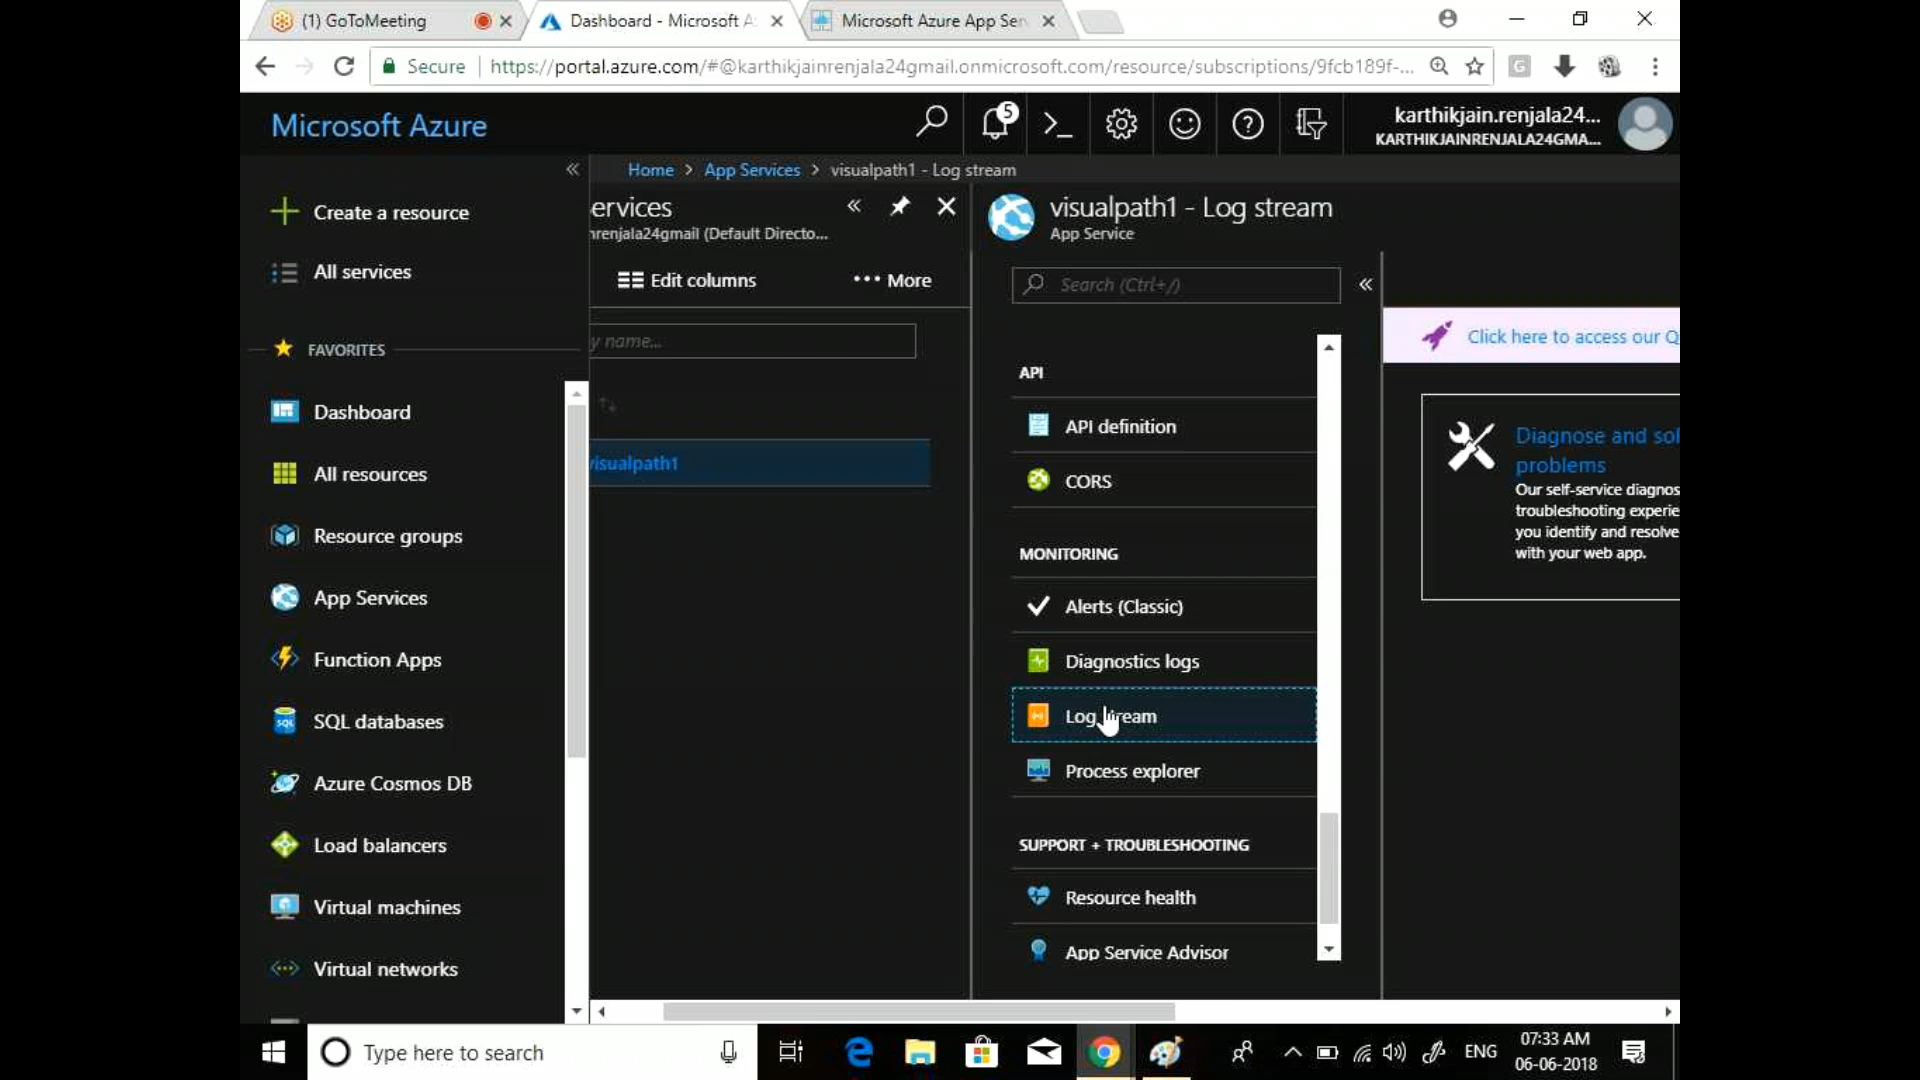 (1) GoToMeeting
Dashboard - Microsoft A
Microsoft Azure App Ser
Secure
https://portal.azure.com/#@karthikjainrenjala24gmail.onmicrosoft.com/resource/subscriptions/9fcb189f-...
G
Microsoft Azure
5
karthikjain.renjala24...
KARTHIKJAINRENJALA24GMA...
Home > App Services > visualpath1 - Log stream
Create a resource
All services
FAVORITES
Dashboard
All resources
Resource groups
App Services
Function Apps
SQL databases
Azure Cosmos DB
Load balancers
Virtual machines
Virtual networks
ervices
nrenjala24gmail (Default Directo...
Edit columns
More
y name...
visualpath1
visualpath1 - Log stream
App Service
Search (Ctrl+/)
API
API definition
CORS
MONITORING
Alerts (Classic)
Diagnostics logs
Log stream
Process explorer
SUPPORT + TROUBLESHOOTING
Resource health
App Service Advisor
Click here to access our Q
Diagnose and sol
problems
Our self-service diagnos
troubleshooting experie
you identify and resolve
with your web app.
Type here to search
ENG
07:33 AM
06-06-2018